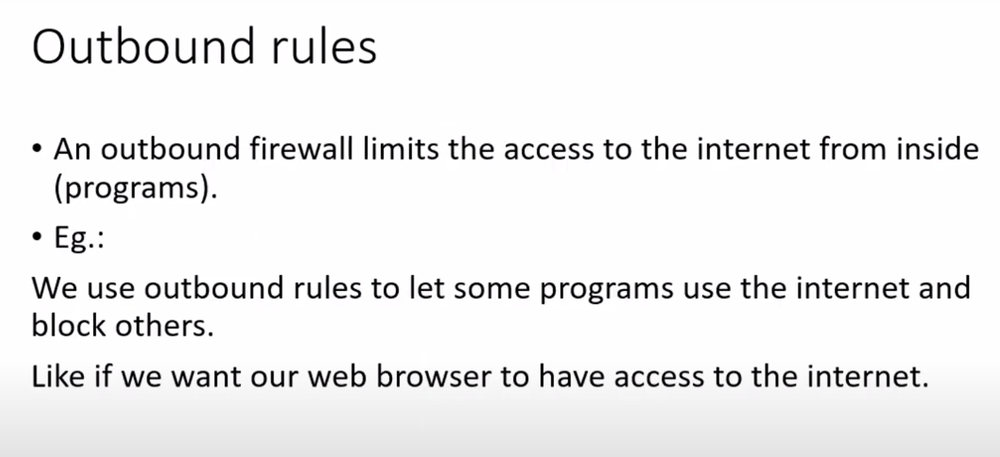 Outbound rules
• An outbound firewall limits the access to the internet from inside
(programs).
• Eg.:
We use outbound rules to let some programs use the internet and
block others.
Like if we want our web browser to have access to the internet.